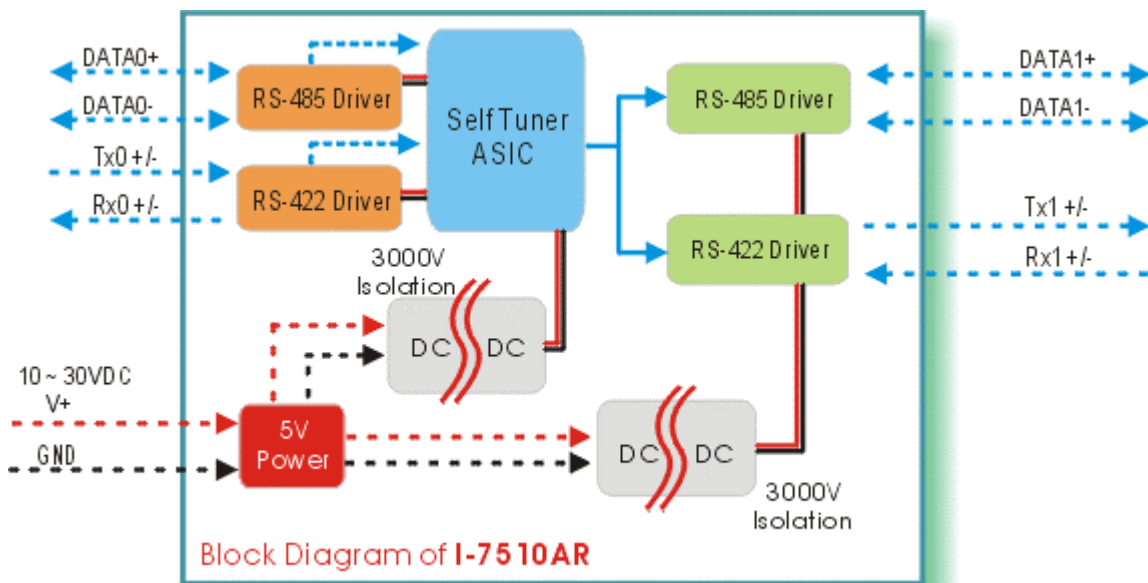 DATA0+
DATA0-
Tx0 +/-
Rx0 +/-
RS-485 Driver
RS-422 Driver
Self Tuner
ASIC
RS-485 Driver
RS-422 Driver
DATA1+
DATA1-
Tx1 +/-
Rx1 +/-
3000V
Isolation
DC DC
10 ~ 30VDC
V+
GND
5V
Power
DC DC
3000V
Isolation
Block Diagram of I-7510AR